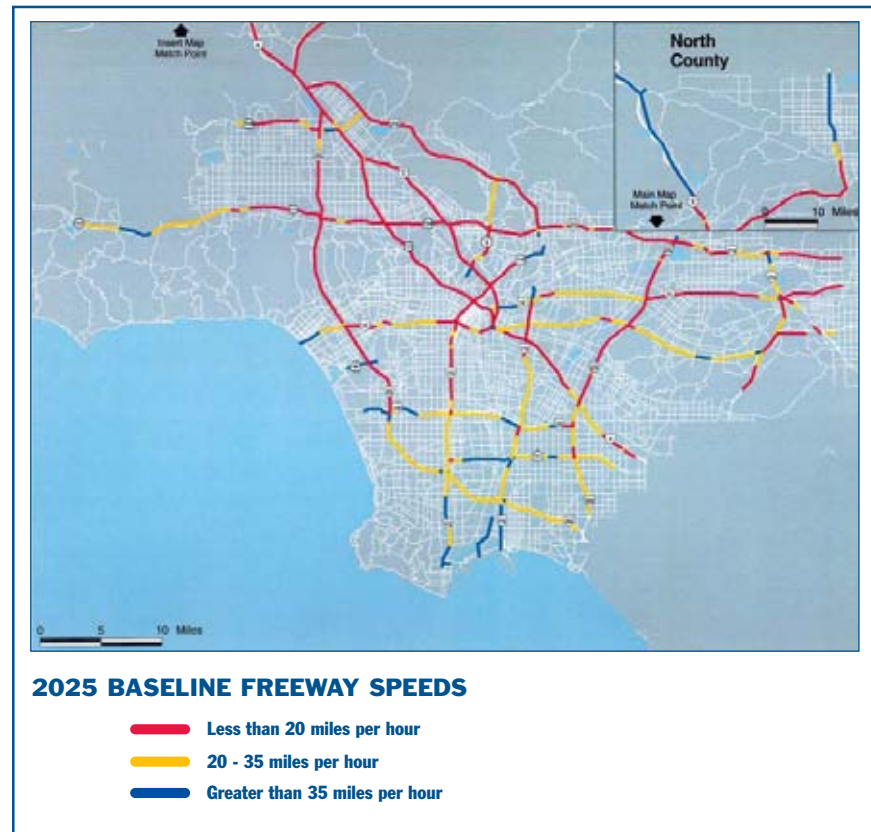 Insert Map
Match Point
North
County
Main Map
Match Point
0 10 Miles
0 5 10 Miles
2025 BASELINE FREEWAY SPEEDS
Less than 20 miles per hour
20 - 35 miles per hour
Greater than 35 miles per hour